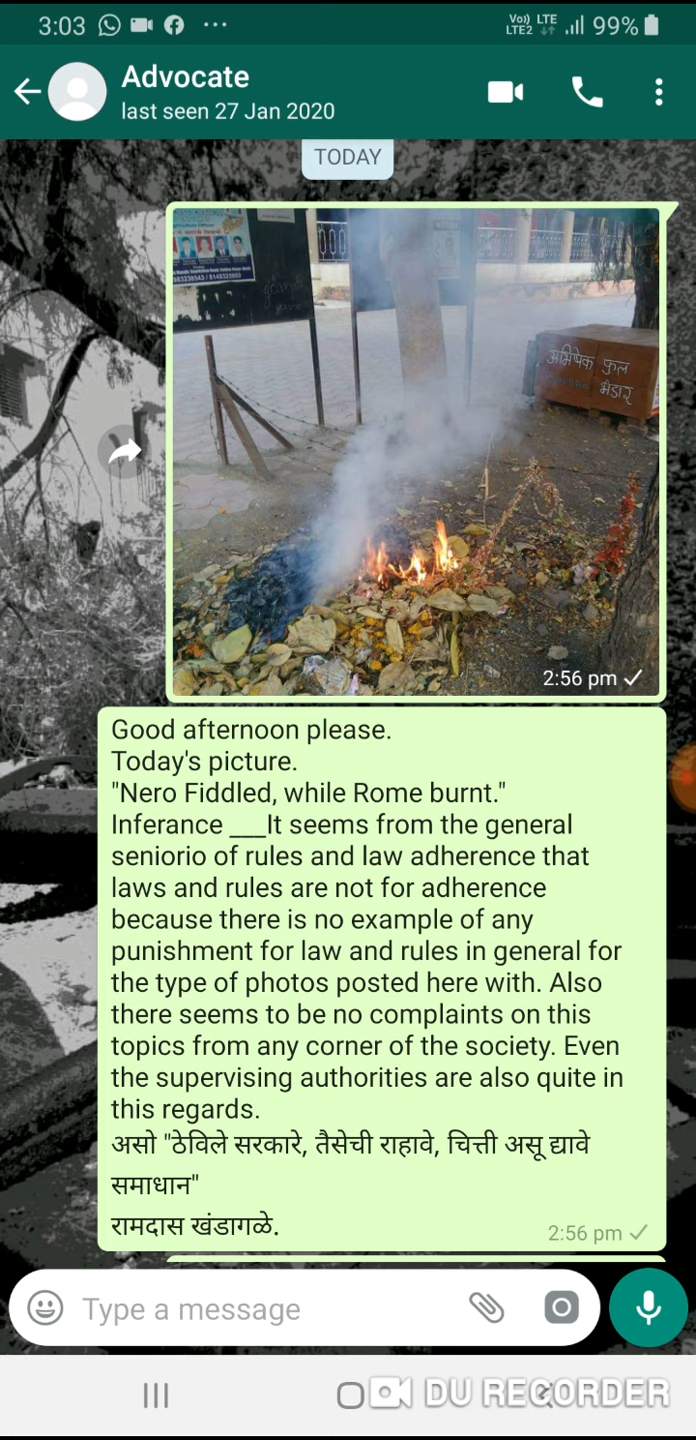 3:03
Vo)) LTE
LTE2
99%
Advocate
last seen 27 Jan 2020
TODAY
अभिषेक फुल
भंडार
2:56 pm
Good afternoon please.
Today's picture.
"Nero Fiddled, while Rome burnt."
Inferance ___It seems from the general
seniorio of rules and law adherence that
laws and rules are not for adherence
because there is no example of any
punishment for law and rules in general for
the type of photos posted here with. Also
there seems to be no complaints on this
topics from any corner of the society. Even
the supervising authorities are also quite in
this regards.
असो "ठेविले सरकारे, तैसेची राहावे, चित्ती असू द्यावे
समाधान"
रामदास खंडागळे.
2:56 pm
Type a message
DU RECORDER